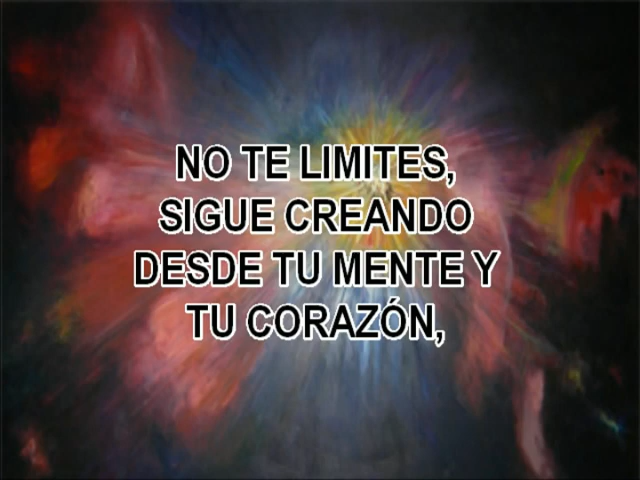 NO TE LIMITES,
SIGUE CREANDO
DESDE TU MENTE Y
TU CORAZÓN,